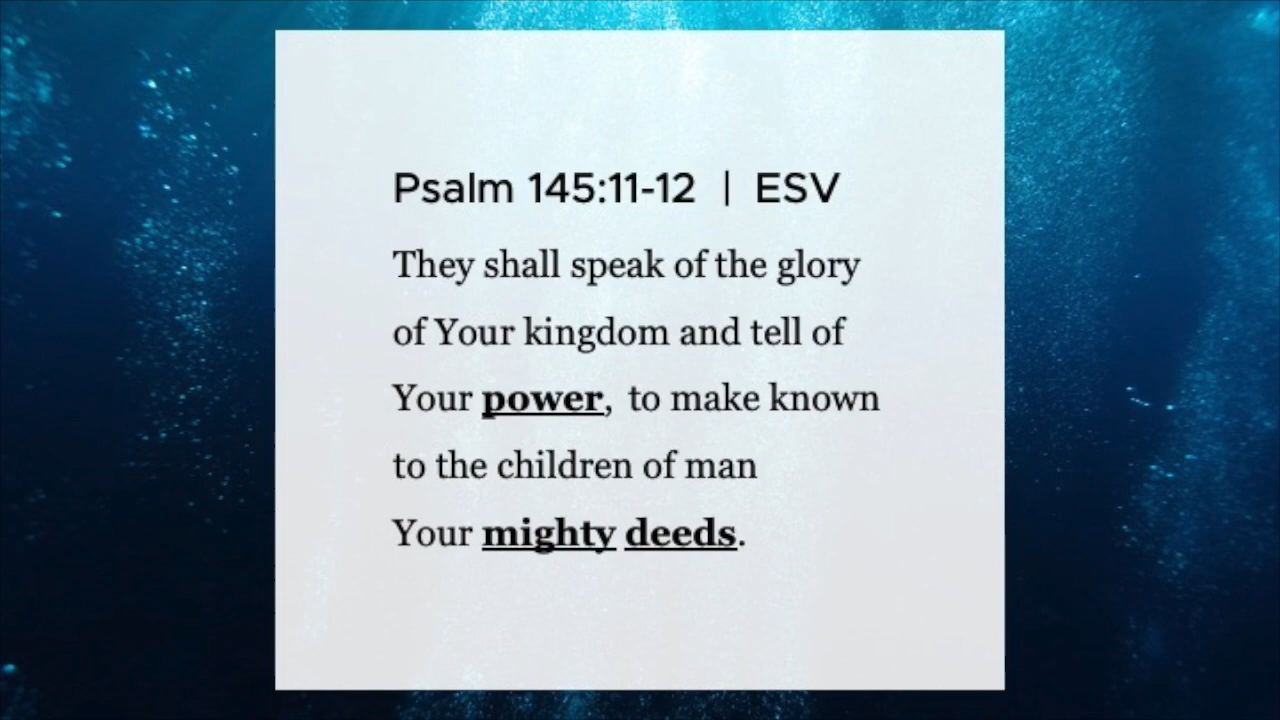 Psalm 145:11-12 | ESV
They shall speak of the glory
of Your kingdom and tell of
Your power, to make known
to the children of man
Your mighty deeds.